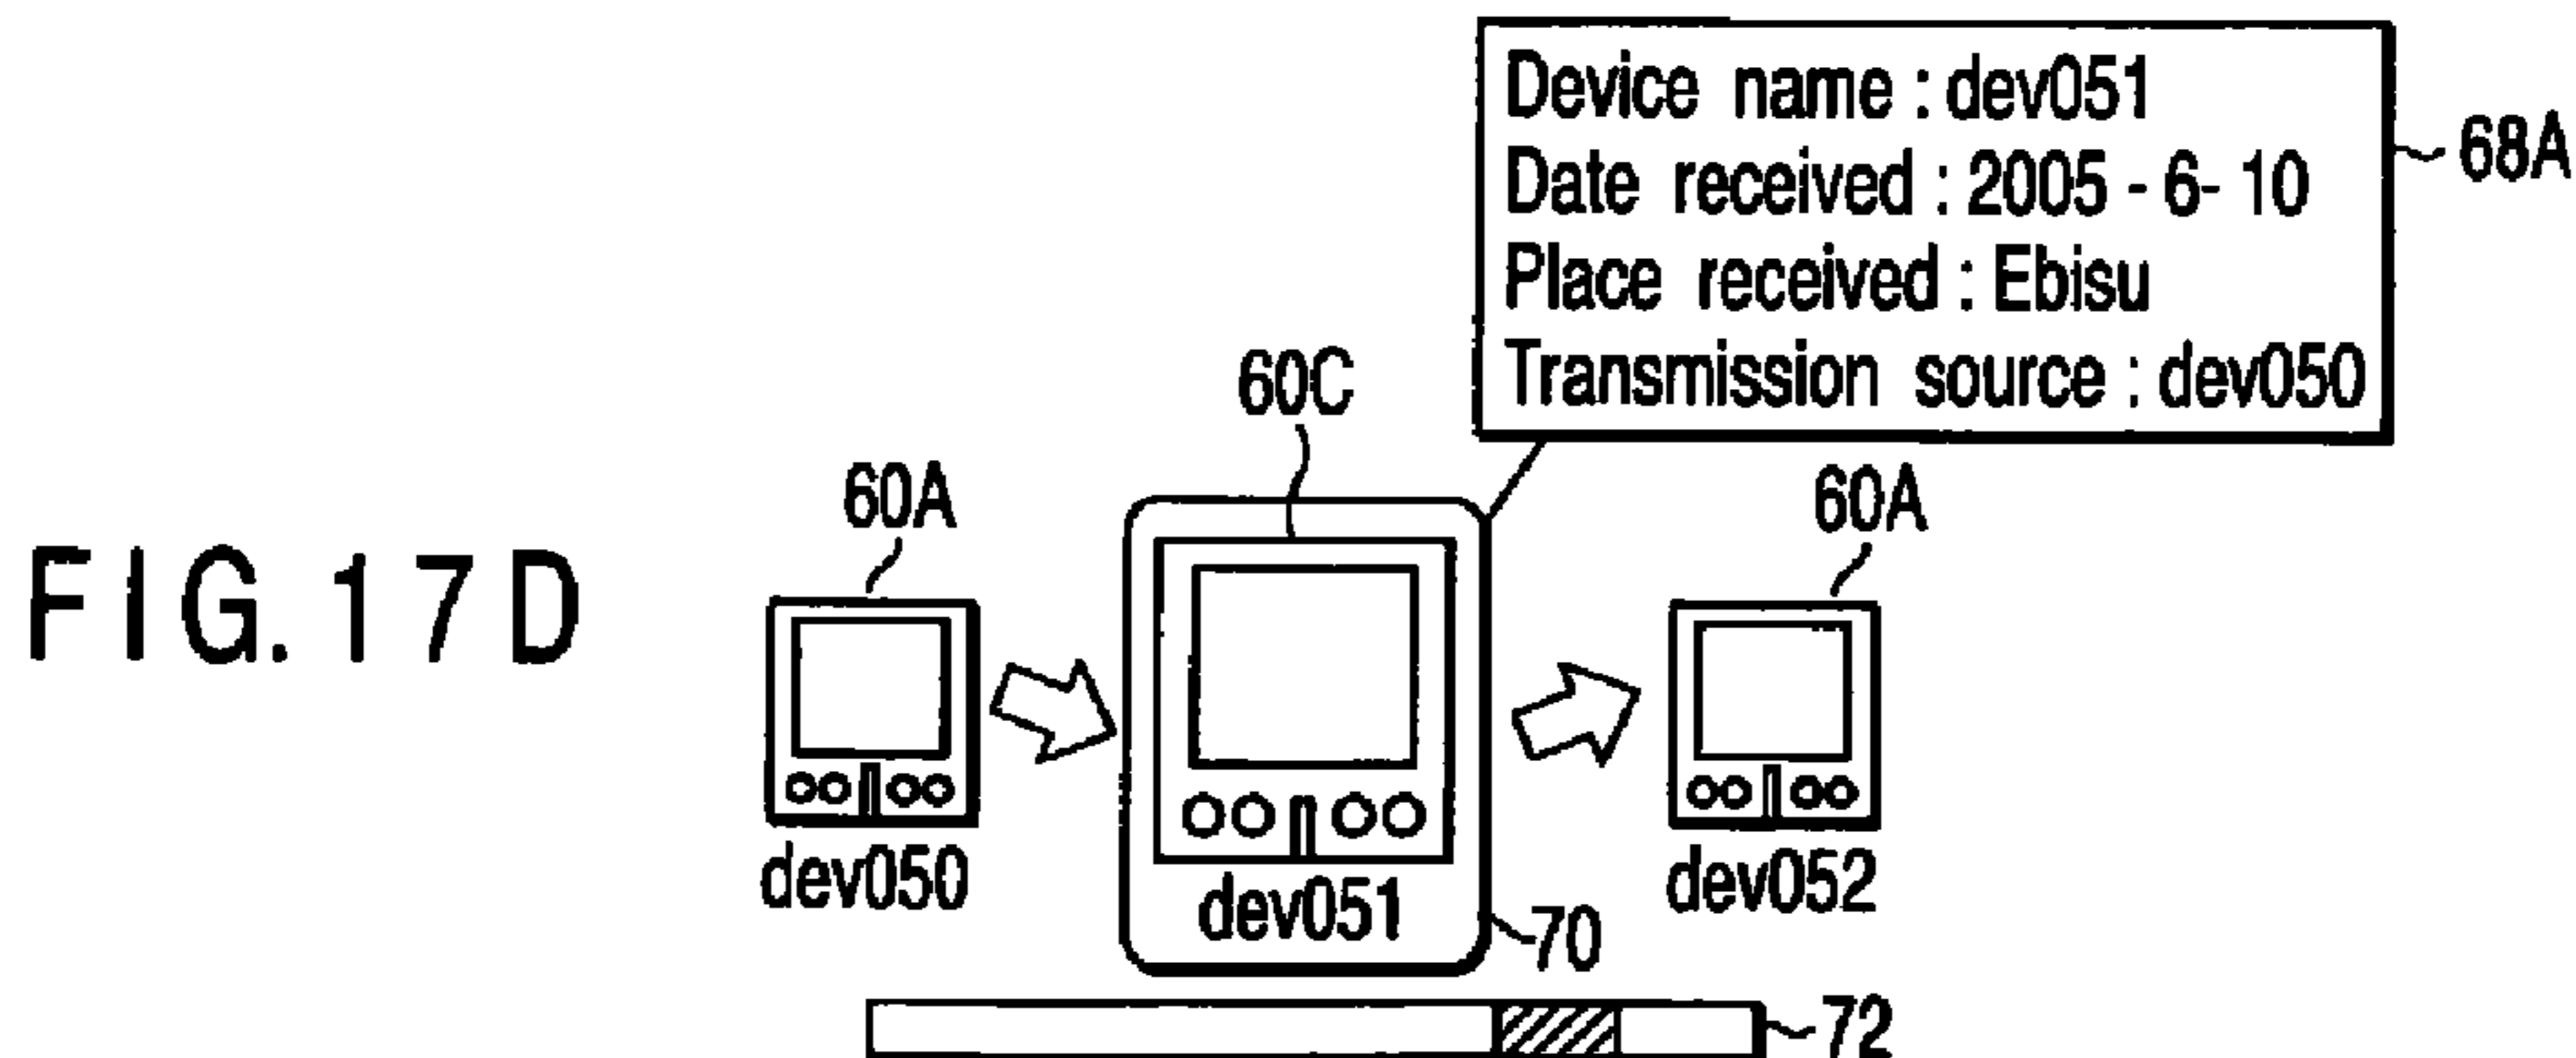 Device name : dev051
Date received : 2005 - 6- 10
Place received : Ebisu
Transmission source : dev050
68A
60C
60A
60A
FIG. 17D
dev050
dev051
dev052
70
72